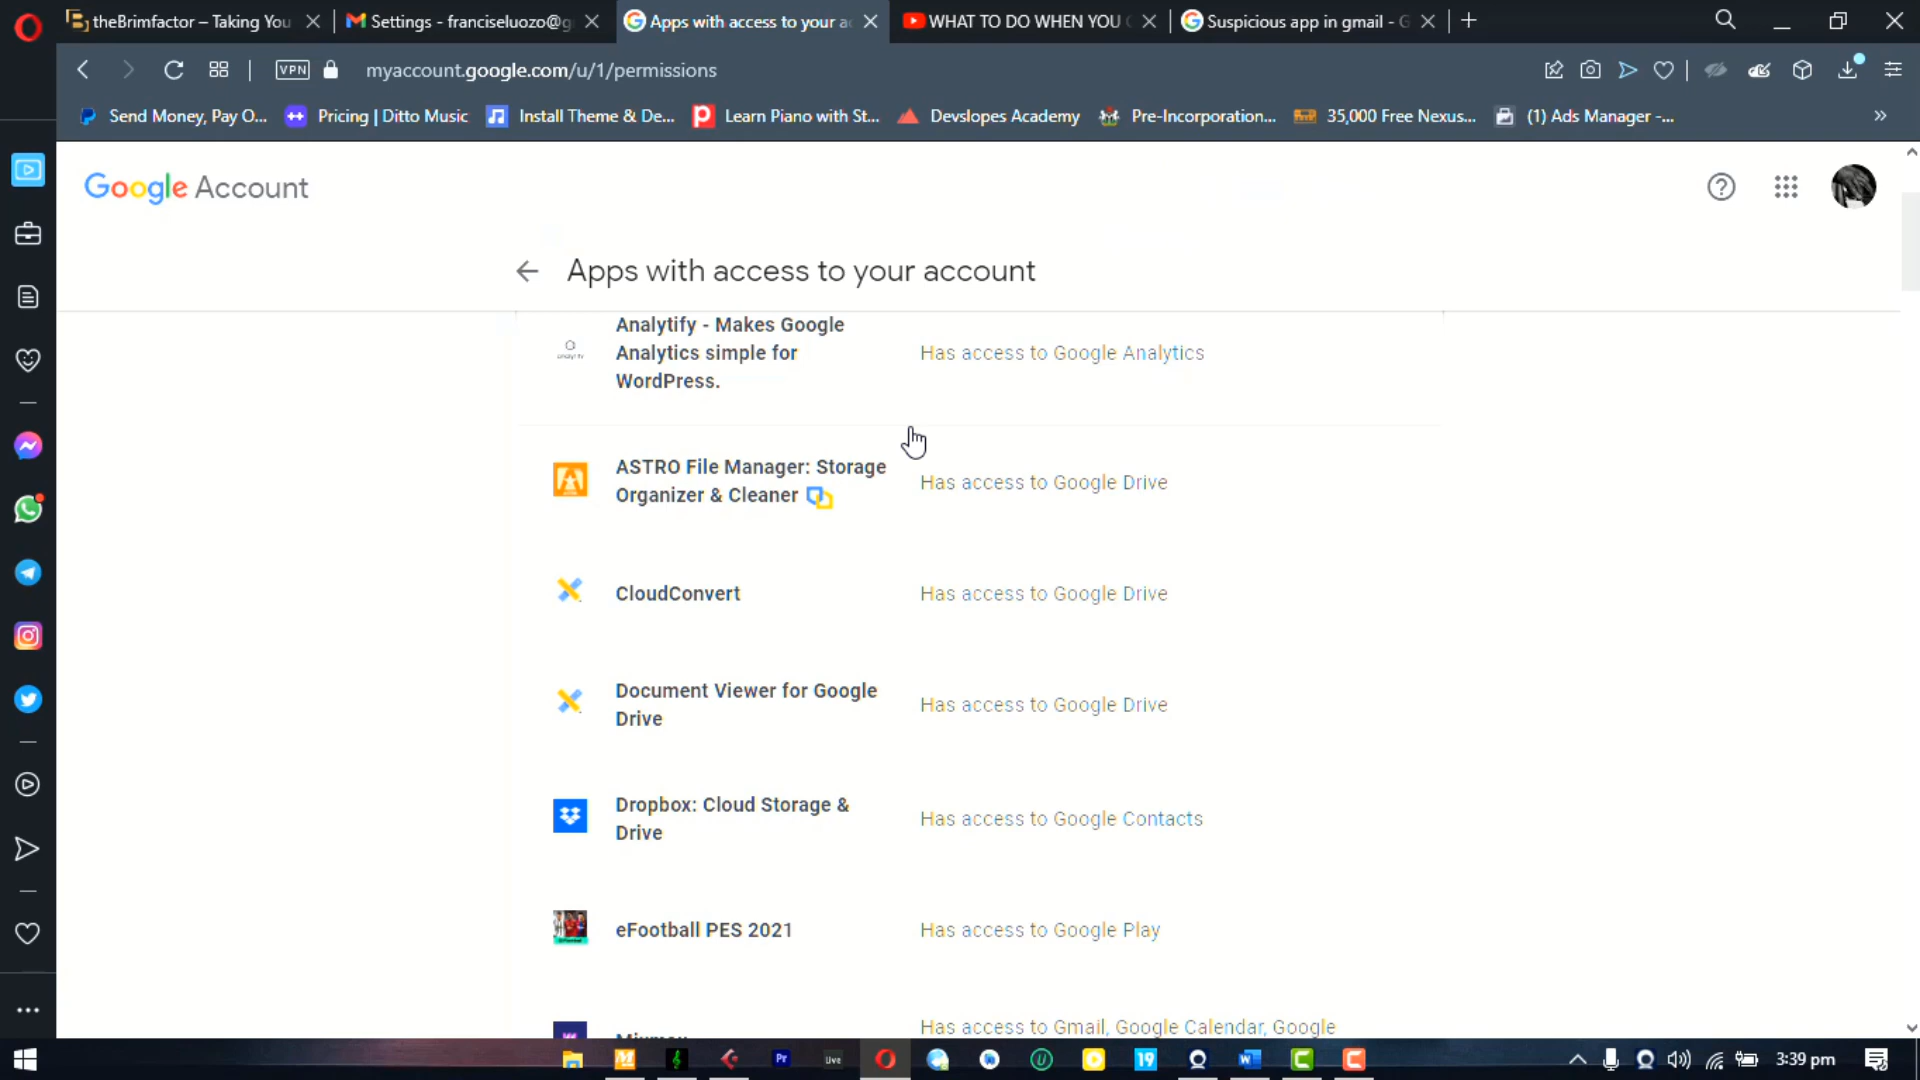 theBrimfactor – Taking You
Settings - franciseluozo@g
Apps with access to your a
WHAT TO DO WHEN YOU
Suspicious app in gmail - G
VPN
myaccount.google.com/u/1/permissions
Send Money, Pay O...
Pricing | Ditto Music
Install Theme & De...
Learn Piano with St...
Devslopes Academy
Pre-Incorporation...
35,000 Free Nexus...
(1) Ads Manager -...
Google Account
Apps with access to your account
Analytify - Makes Google
Analytics simple for
WordPress.
Has access to Google Analytics
ASTRO File Manager: Storage
Organizer & Cleaner
Has access to Google Drive
CloudConvert
Has access to Google Drive
Document Viewer for Google
Drive
Has access to Google Drive
Dropbox: Cloud Storage &
Drive
Has access to Google Contacts
eFootball PES 2021
Has access to Google Play
Has access to Gmail, Google Calendar, Google
Pr
Live
19
3:39 pm